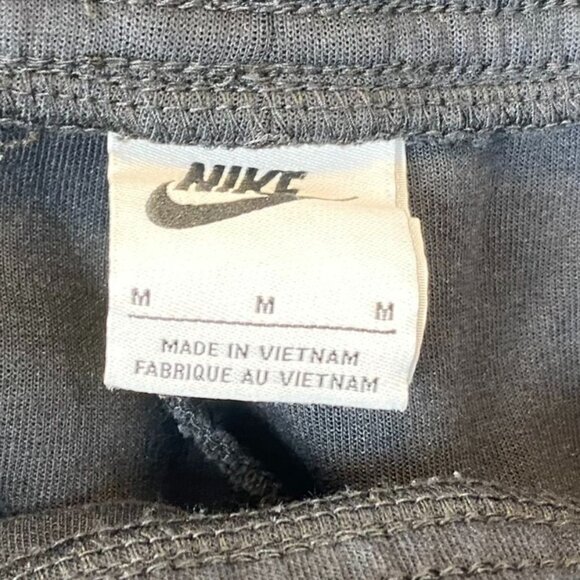 NIKE
M M M
MADE IN VIETNAM
FABRIQUE AU VIETNAM